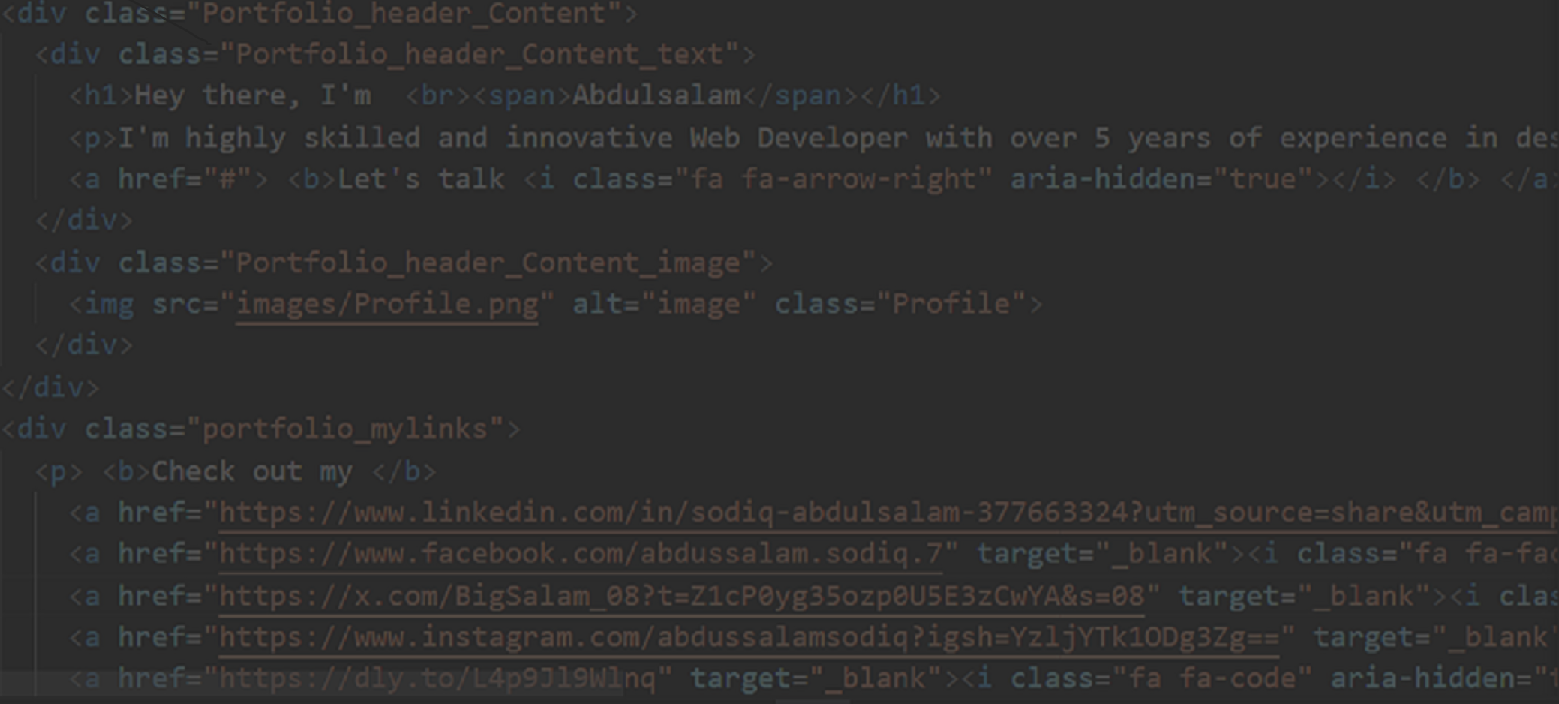 <div class="Portfolio_header_Content">
<div class="Portfolio_header_Content_text">
<h1>Hey there, I'm  <br><span>Abdulsalam</span></h1>
<p>I'm highly skilled and innovative Web Developer with over 5 years of experience in des
<a href="#"> <b>Let's talk <i class="fa fa-arrow-right" aria-hidden="true"></i> </b> </a>
</div>
<div class="Portfolio_header_Content_image">
<img src="images/Profile.png" alt="image" class="Profile">
</div>
</div>
<div class="portfolio_mylinks">
<p> <b>Check out my </b>
<a href="https://www.linkedin.com/in/sodiq-abdulsalam-377663324?utm_source=share&utm_camp
<a href="https://www.facebook.com/abdussalam.sodiq.7" target="_blank"><i class="fa fa-fac
<a href="https://x.com/BigSalam_08?t=Z1cP0yg35ozp0U5E3zCwYA&s=08" target="_blank"><i clas
<a href="https://www.instagram.com/abdussalamsodiq?igsh=YzljYTk1ODg3Zg==" target="_blank"
<a href="https://dly.to/L4p9Jl9Wlnq" target="_blank"><i class="fa fa-code" aria-hidden="t